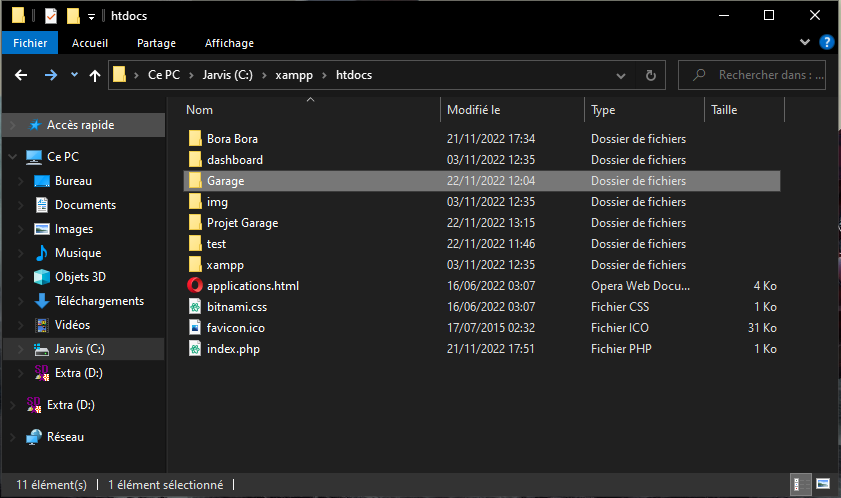 htdocs
Fichier Accueil Partage Affichage
Ce PC Jarvis (C:) xampp htdocs Rechercher dans : ...
Nom Modifié le Type Taille
Accès rapide
Ce PC
Bureau
Documents
Images
Musique
Objets 3D
Téléchargements
Vidéos
Jarvis (C:)
Extra (D:)
Extra (D:)
Réseau
Bora Bora 21/11/2022 17:34 Dossier de fichiers
dashboard 03/11/2022 12:35 Dossier de fichiers
Garage 22/11/2022 12:04 Dossier de fichiers
img 03/11/2022 12:35 Dossier de fichiers
Projet Garage 22/11/2022 13:15 Dossier de fichiers
test 22/11/2022 11:46 Dossier de fichiers
xampp 03/11/2022 12:35 Dossier de fichiers
applications.html 16/06/2022 03:07 Opera Web Docu... 4 Ko
bitnami.css 16/06/2022 03:07 Fichier CSS 1 Ko
favicon.ico 17/07/2015 02:32 Fichier ICO 31 Ko
index.php 21/11/2022 17:51 Fichier PHP 1 Ko
11 élément(s) 1 élément sélectionné